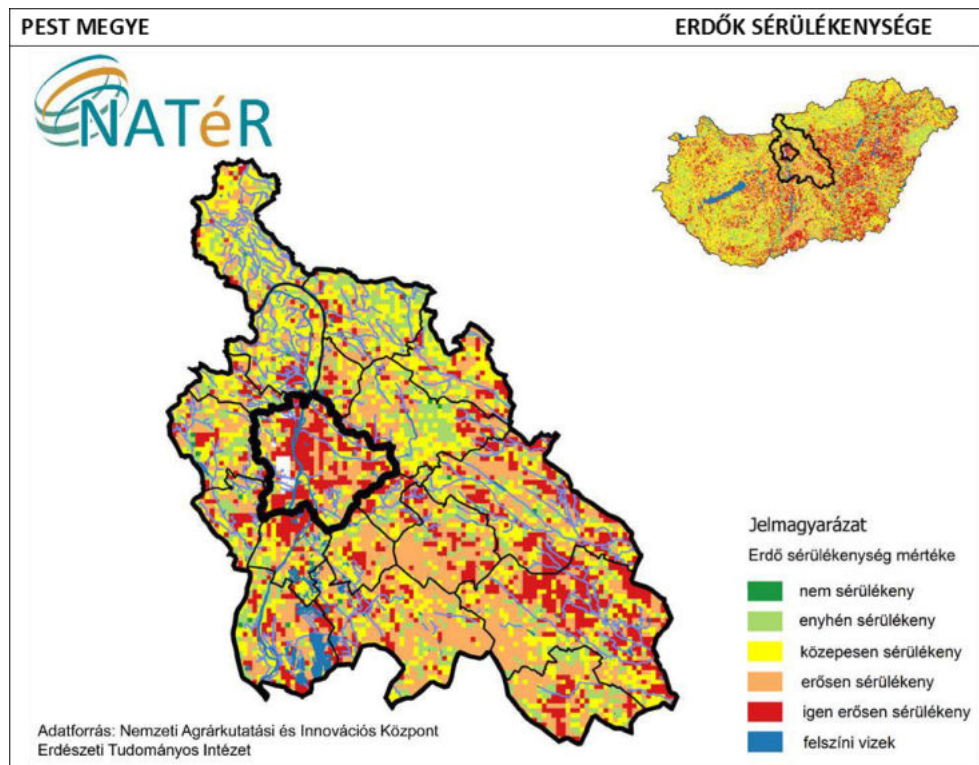 PEST MEGYE
ERDŐK SÉRÜLÉKENYSÉGE
NATéR
Jelmagyarázat
Erdő sérülékenység mértéke
nem sérülékeny
enyhén sérülékeny
közepesen sérülékeny
erősen sérülékeny
igen erősen sérülékeny
felszíni vizek
Adatforrás: Nemzeti Agrárkutatási és Innovációs Központ
Erdészeti Tudományos Intézet